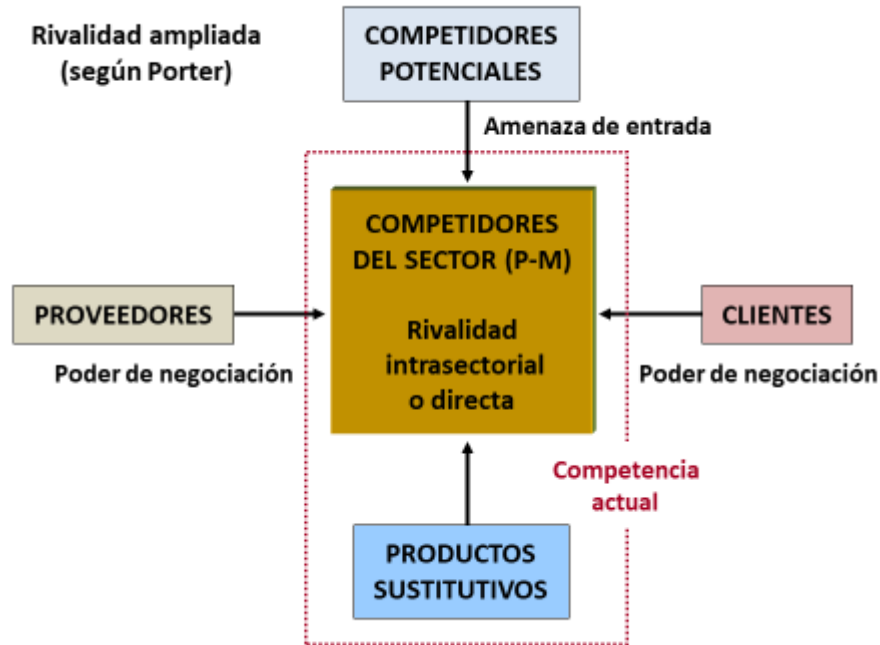 Rivalidad ampliada
(según Porter)
COMPETIDORES
POTENCIALES
Amenaza de entrada
COMPETIDORES
DEL SECTOR (P-M)
Rivalidad
intrasectorial
o directa
PROVEEDORES
Poder de negociación
CLIENTES
Poder de negociación
Competencia
actual
PRODUCTOS
SUSTITUTIVOS